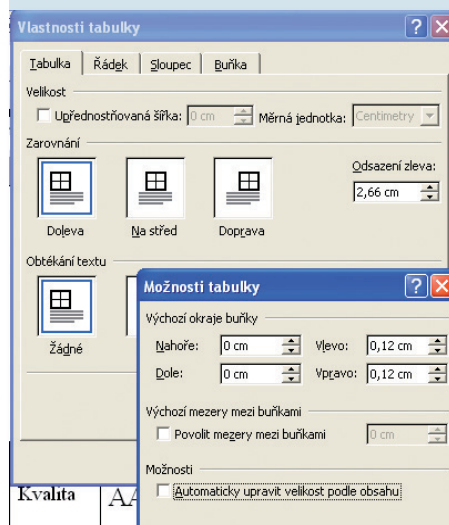 Vlastnosti tabulky
Tabulka Řádek Sloupec Buňka
Velikost
Upřednostňovaná šířka: 0 cm Měrná jednotka: Centimetry
Zarovnání
Odsazení zleva:
2,66 cm
Doleva Na střed Doprava
Obtékání textu
Žádné
Možnosti tabulky
Výchozí okraje buňky
Nahoře: 0 cm Vlevo: 0,12 cm
Dole: 0 cm Vpravo: 0,12 cm
Výchozí mezery mezi buňkami
Povolit mezery mezi buňkami 0 cm
Možnosti
Automaticky upravit velikost podle obsahu
Kvalita